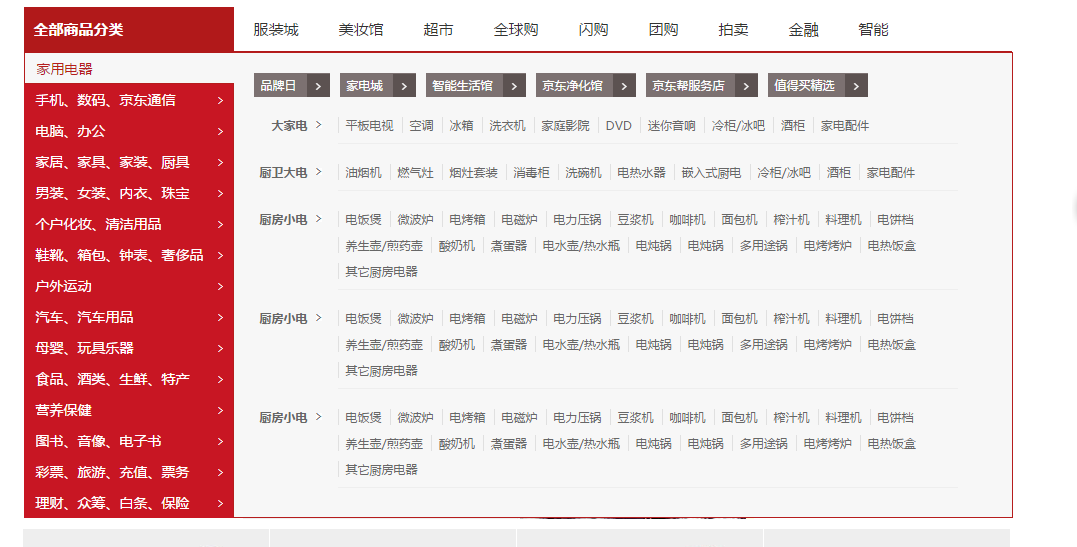 全部商品分类 服装城 美妆馆 超市 全球购 闪购 团购 拍卖 金融 智能
家用电器
手机、数码、京东通信 >
电脑、办公 >
家居、家具、家装、厨具 >
男装、女装、内衣、珠宝 >
个户化妆、清洁用品 >
鞋靴、箱包、钟表、奢侈品 >
户外运动 >
汽车、汽车用品 >
母婴、玩具乐器 >
食品、酒类、生鲜、特产 >
营养保健 >
图书、音像、电子书 >
彩票、旅游、充值、票务 >
理财、众筹、白条、保险 >
品牌日 > 家电城 > 智能生活馆 > 京东净化馆 > 京东帮服务店 > 值得买精选 >
大家电 > 平板电视 空调 冰箱 洗衣机 家庭影院 DVD 迷你音响 冷柜/冰吧 酒柜 家电配件
厨卫大电 > 油烟机 燃气灶 烟灶套装 消毒柜 洗碗机 电热水器 嵌入式厨电 冷柜/冰吧 酒柜 家电配件
厨房小电 > 电饭煲 微波炉 电烤箱 电磁炉 电力压锅 豆浆机 咖啡机 面包机 榨汁机 料理机 电饼档
养生壶/煎药壶 酸奶机 煮蛋器 电水壶/热水瓶 电炖锅 电炖锅 多用途锅 电烤烤炉 电热饭盒
其它厨房电器
厨房小电 > 电饭煲 微波炉 电烤箱 电磁炉 电力压锅 豆浆机 咖啡机 面包机 榨汁机 料理机 电饼档
养生壶/煎药壶 酸奶机 煮蛋器 电水壶/热水瓶 电炖锅 电炖锅 多用途锅 电烤烤炉 电热饭盒
其它厨房电器
厨房小电 > 电饭煲 微波炉 电烤箱 电磁炉 电力压锅 豆浆机 咖啡机 面包机 榨汁机 料理机 电饼档
养生壶/煎药壶 酸奶机 煮蛋器 电水壶/热水瓶 电炖锅 电炖锅 多用途锅 电烤烤炉 电热饭盒
其它厨房电器